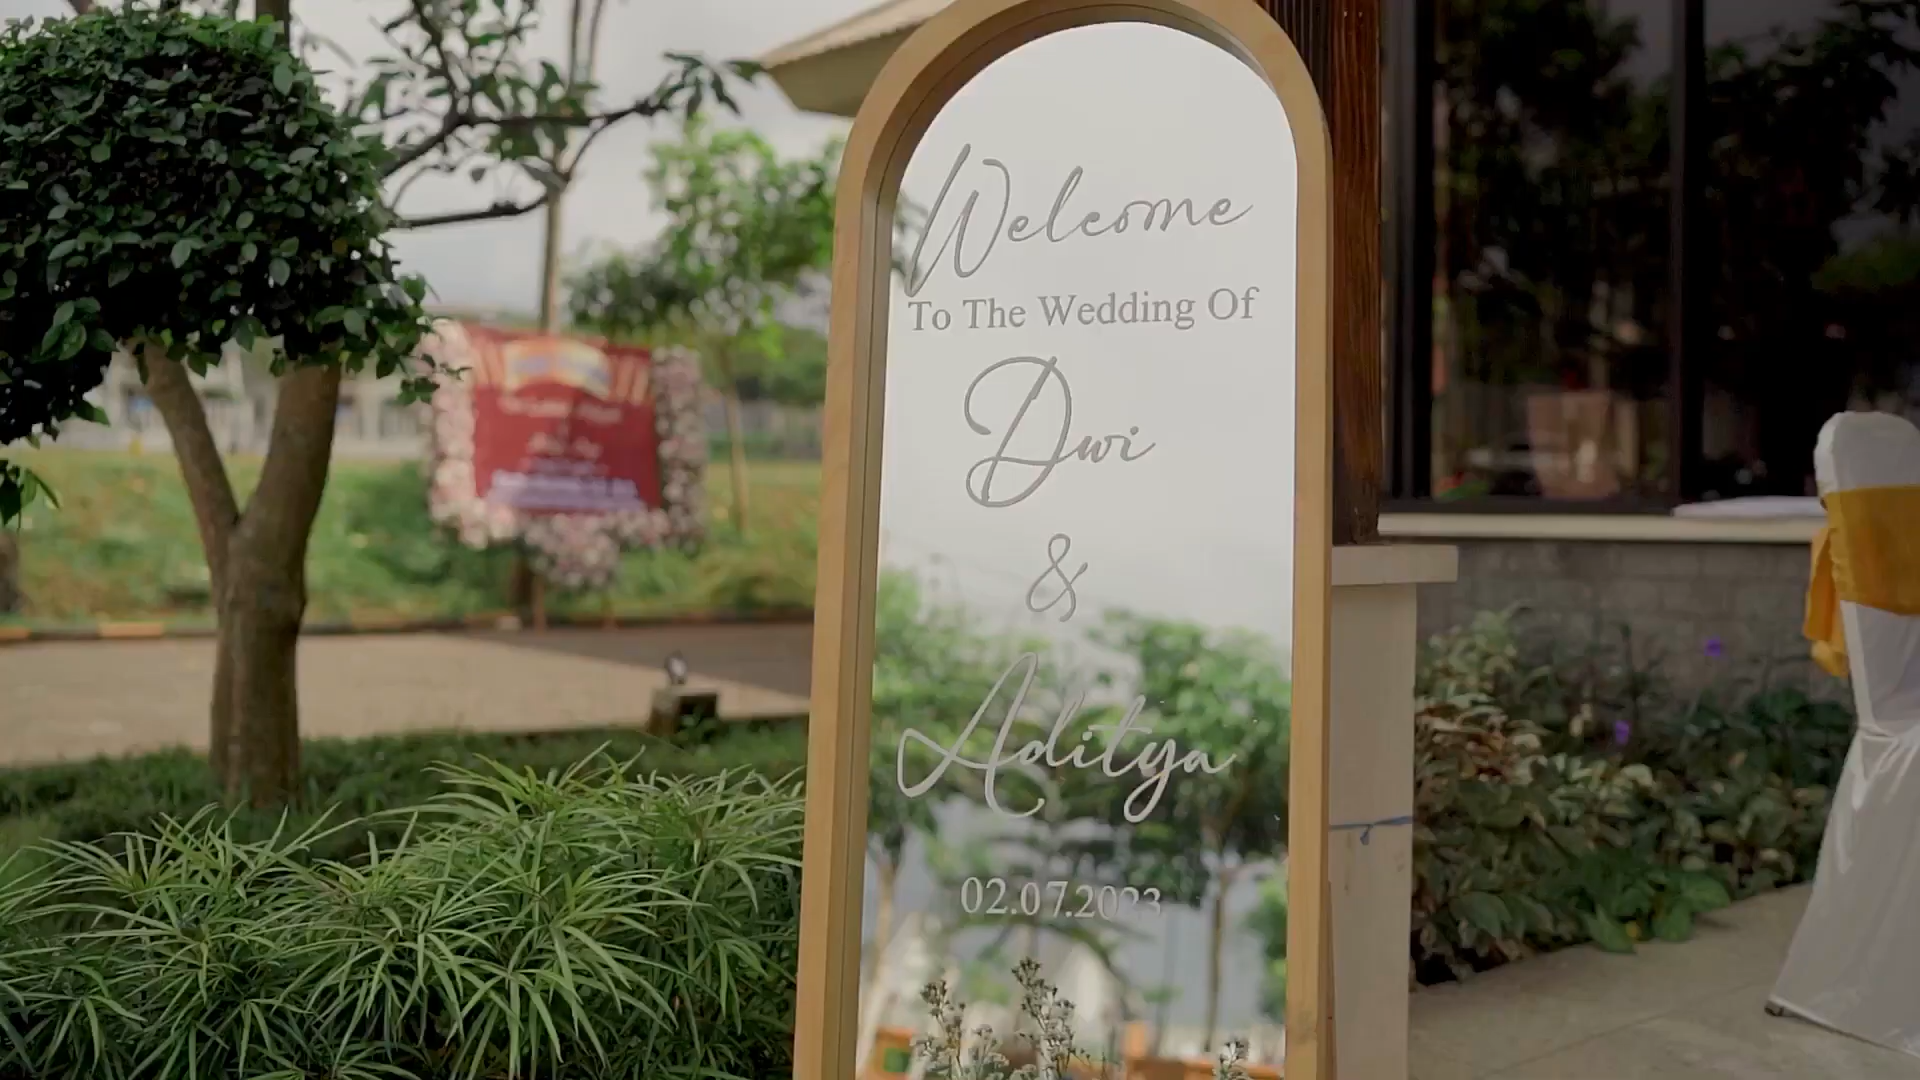 Welcome
To The Wedding Of
Dwi
&
Aditya
02.07.2023